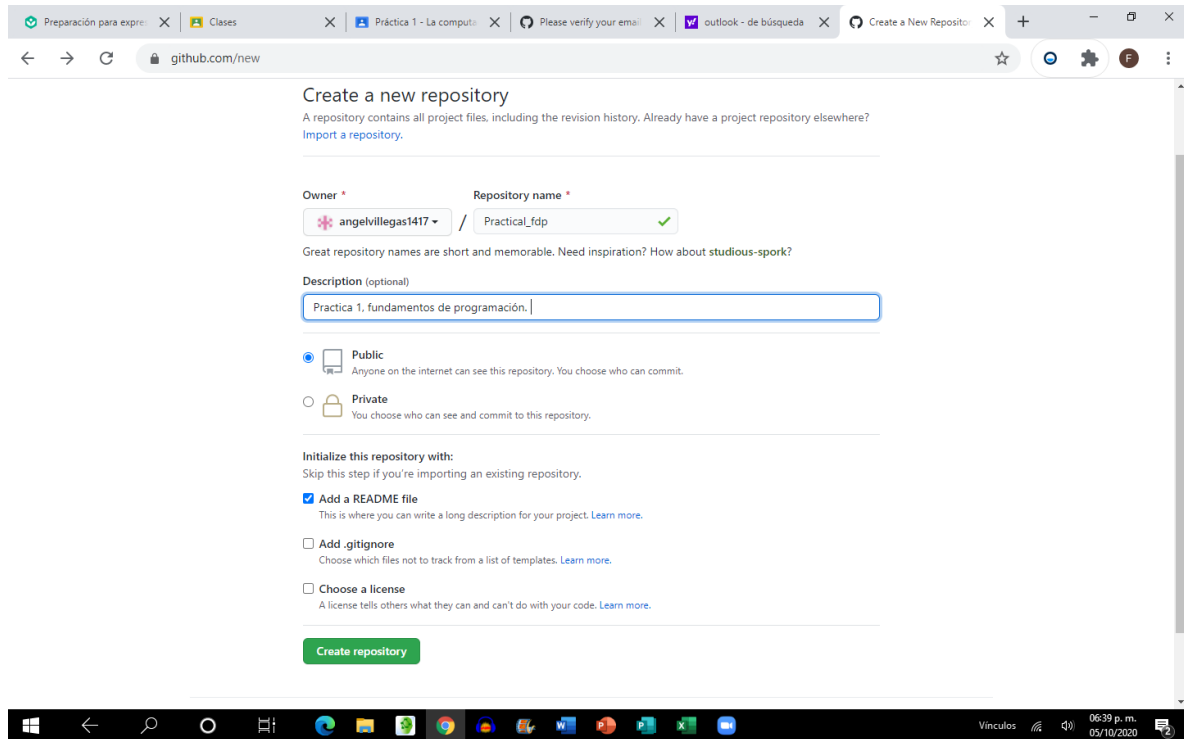 Preparación para expre
Clases
Práctica 1 - La computa
Please verify your email
outlook - de búsqueda
Create a New Repositor
github.com/new
F
Create a new repository
A repository contains all project files, including the revision history. Already have a project repository elsewhere?
Import a repository.
Owner *
Repository name *
angelvillegas1417
/
Practical_fdp
Great repository names are short and memorable. Need inspiration? How about studious-spork?
Description (optional)
Practica 1, fundamentos de programación.
Public
Anyone on the internet can see this repository. You choose who can commit.
Private
You choose who can see and commit to this repository.
Initialize this repository with:
Skip this step if you're importing an existing repository.
Add a README file
This is where you can write a long description for your project. Learn more.
Add .gitignore
Choose which files not to track from a list of templates. Learn more.
Choose a license
A license tells others what they can and can't do with your code. Learn more.
Create repository
Vínculos
06:39 p. m.
05/10/2020
2